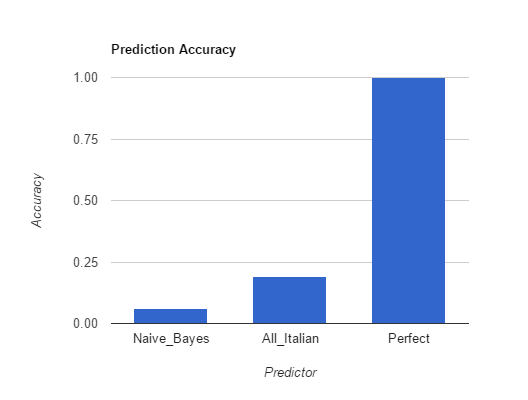 Prediction Accuracy
1.00
0.75
0.50
0.25
0.00
Accuracy
Naive_Bayes All_Italian Perfect
Predictor